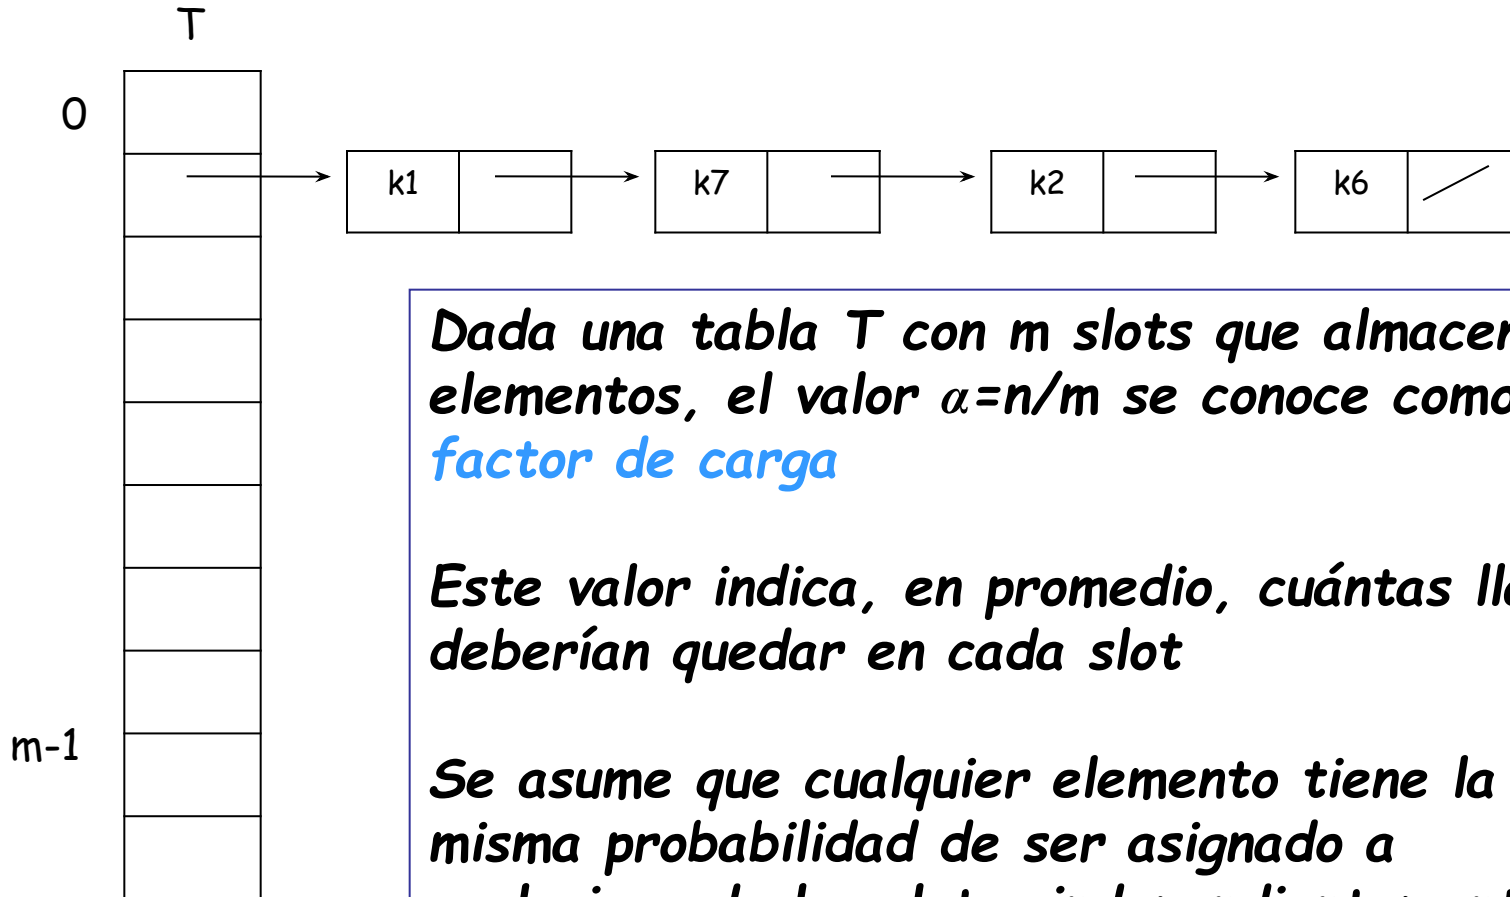 T
0
k1 k7 k2 k6
Dada una tabla T con m slots que
elementos, el valor α=n/m se conoce como
factor de carga
Este valor indica, en promedio, cuántas
deberían quedar en cada slot
m-1
Se asume que cualquier elemento tiene la
misma probabilidad de ser asignado a